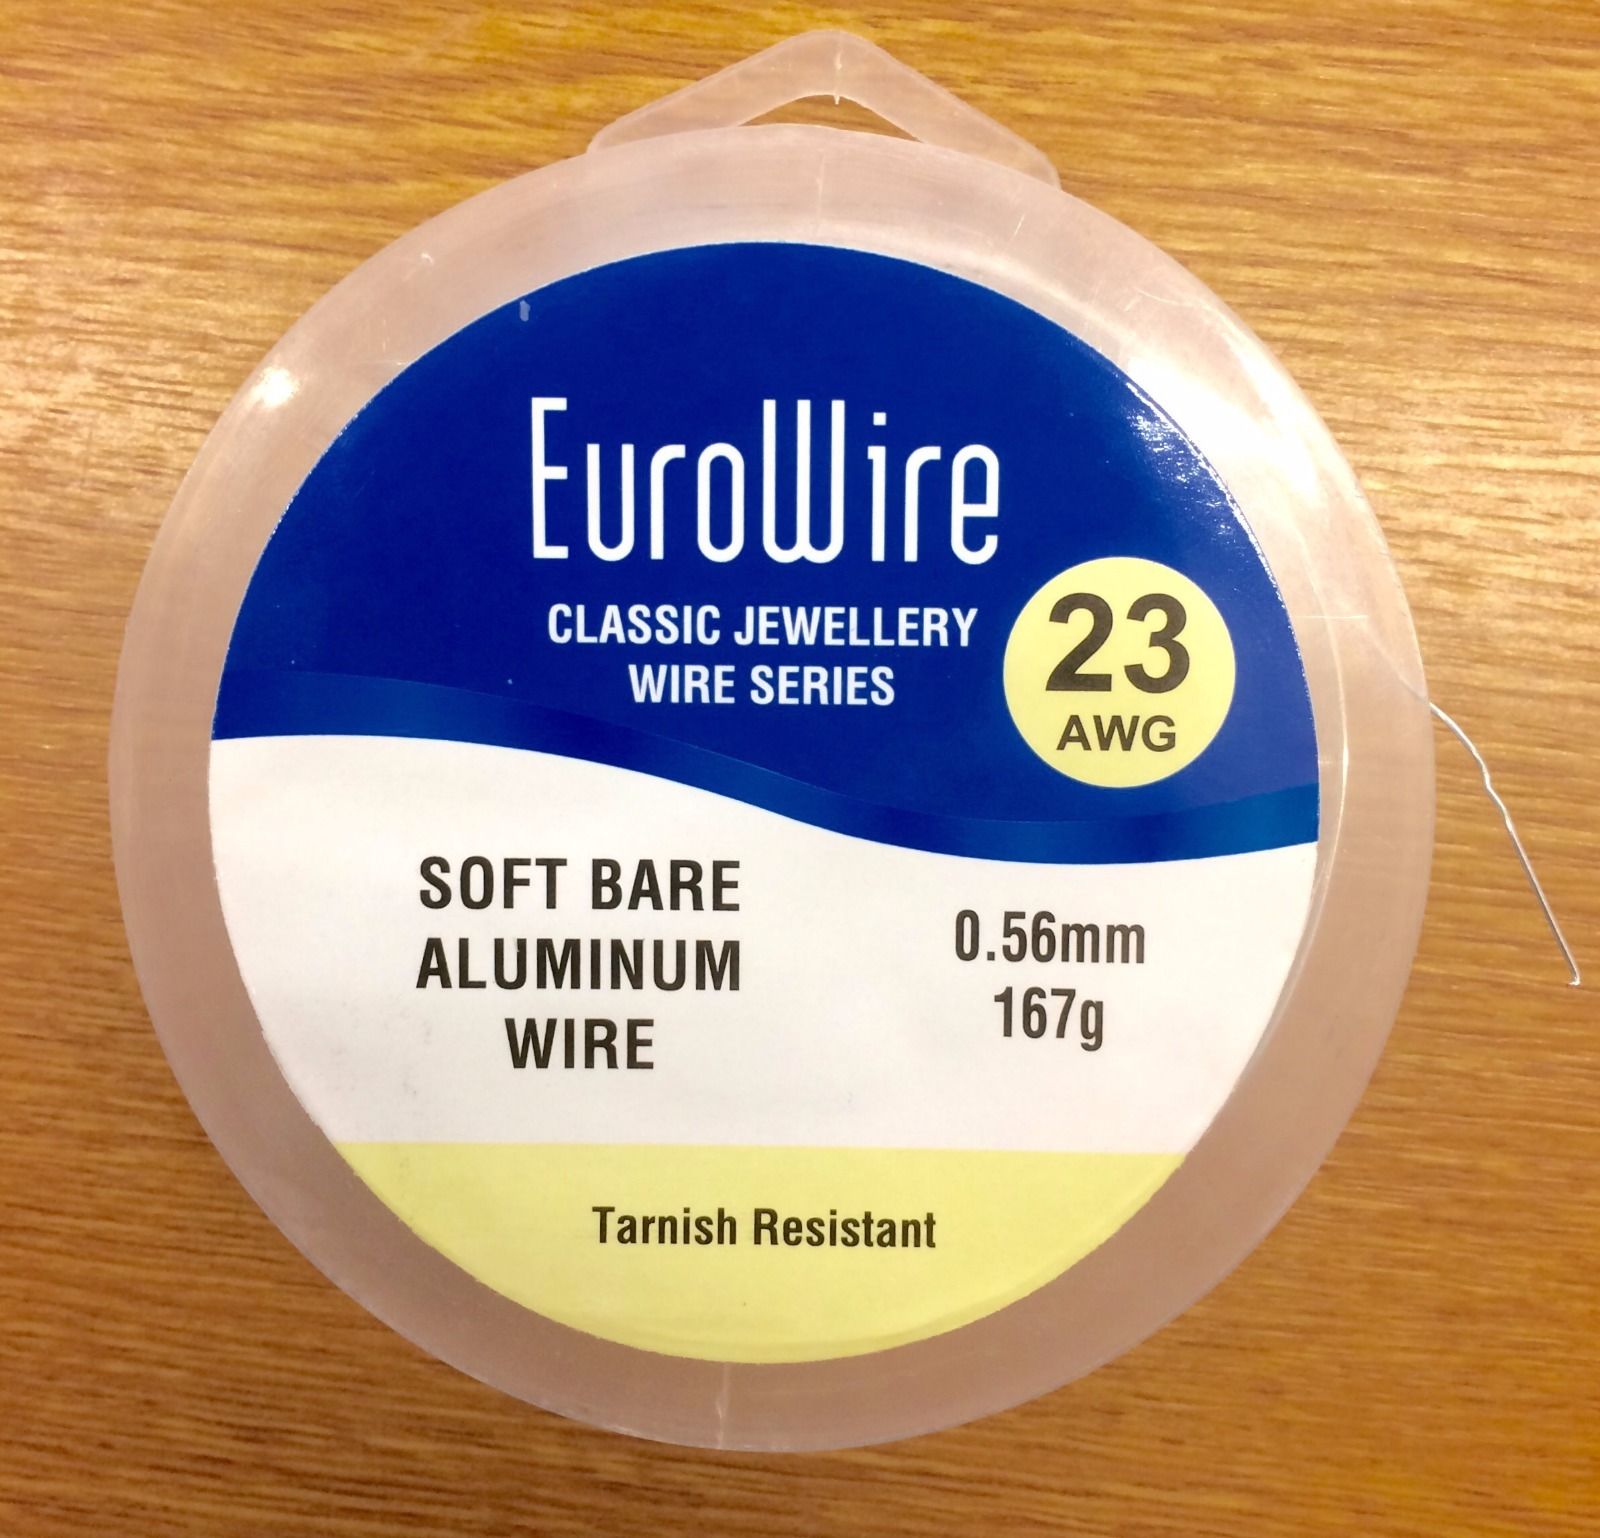 EuroWire
CLASSIC JEWELLERY
WIRE SERIES
23
AWG
SOFT BARE
ALUMINUM
WIRE
0.56mm
167g
Tarnish Resistant